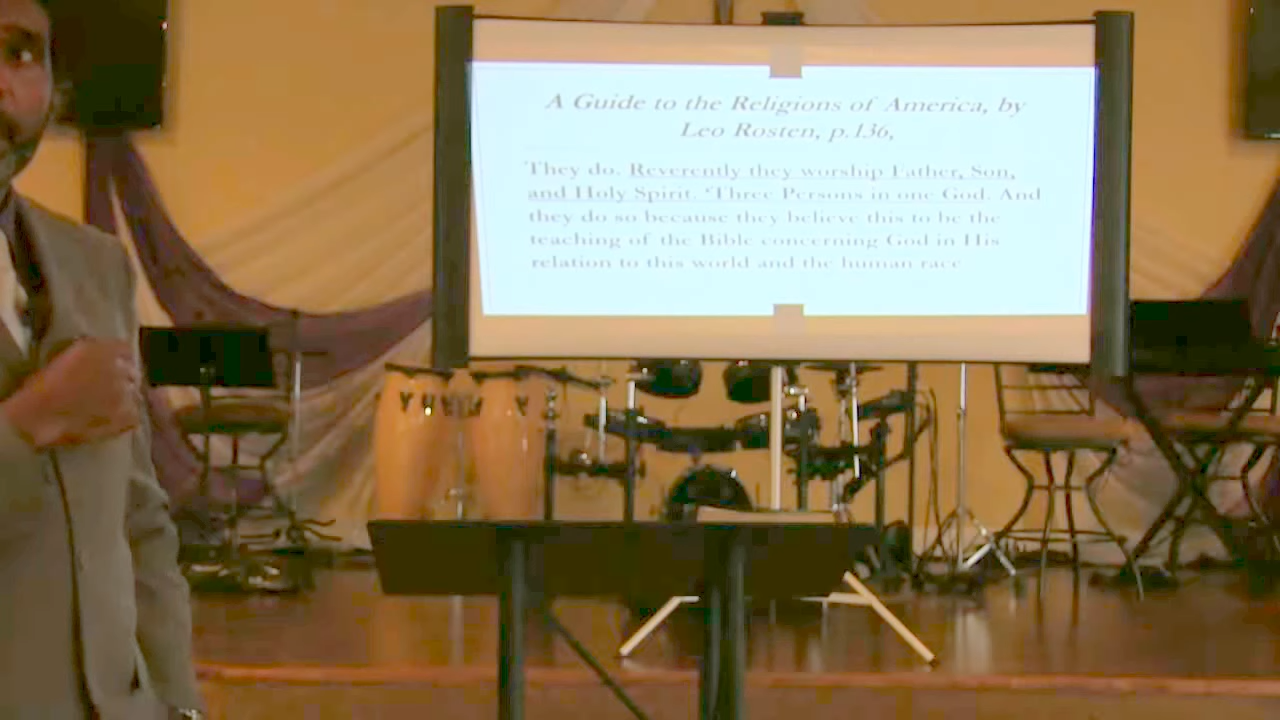 A Guide to the Religions of America, by
Leo Rosten, p.136,
They do. Reverently they worship Father, Son,
and Holy Spirit. 'Three Persons in one God. And
they do so because they believe this to be the
teaching of the Bible concerning God in His
relation to this world and the human race